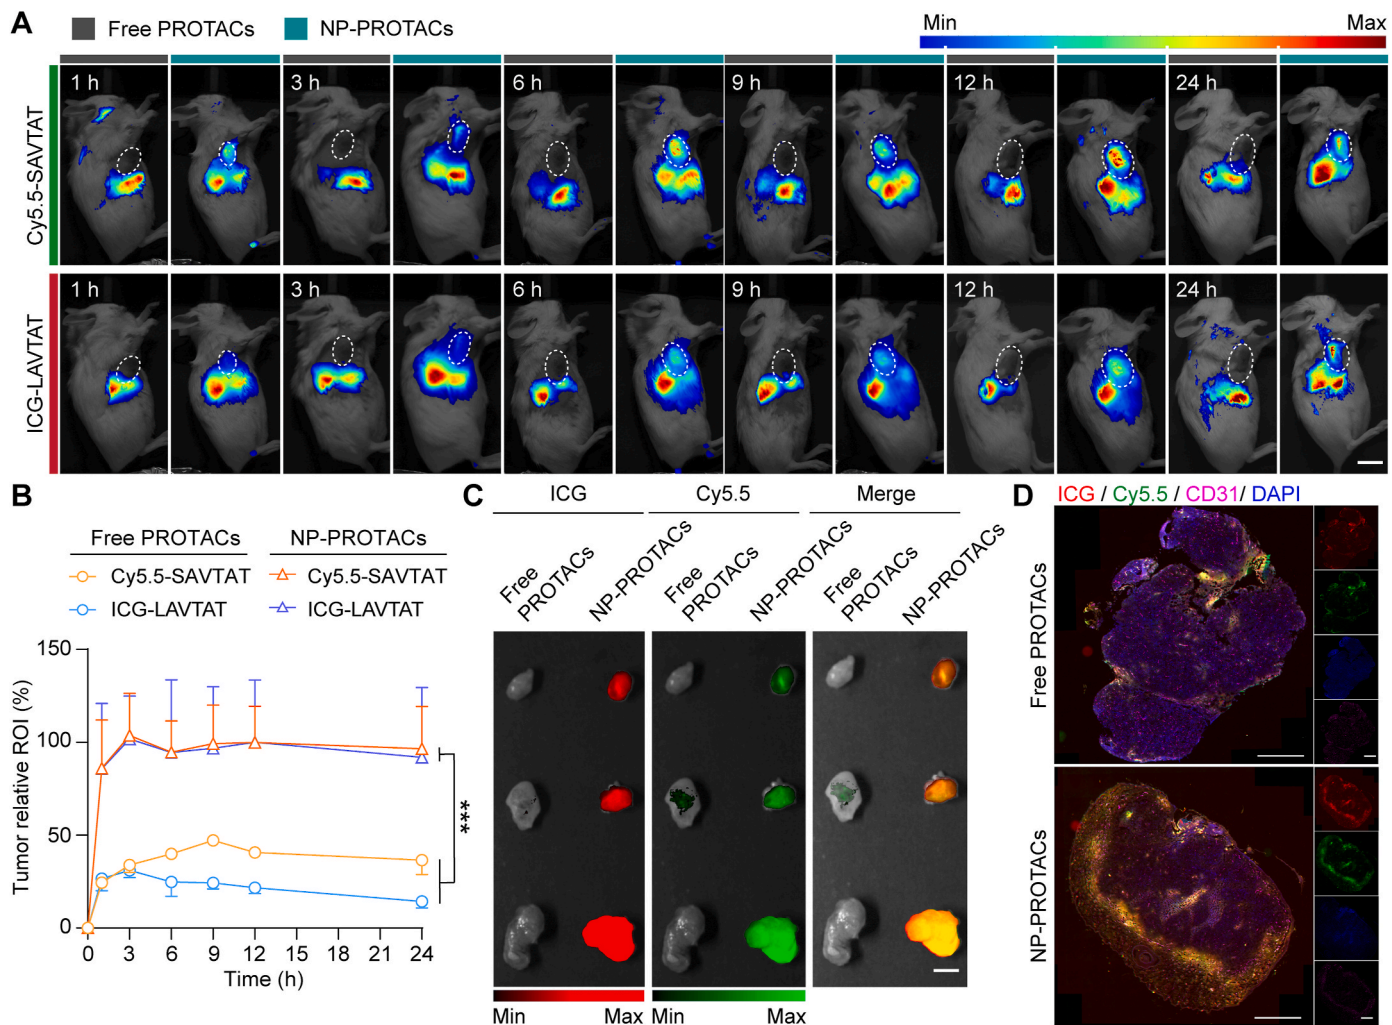 A
Free PROTACs
NP-PROTACs
Min
Max
Cy5.5-SAVTAT
1 h
3 h
6 h
9 h
12 h
24 h
ICG-LAVTAT
1 h
3 h
6 h
9 h
12 h
24 h
B
Free PROTACs
NP-PROTACs
Cy5.5-SAVTAT
Cy5.5-SAVTAT
ICG-LAVTAT
ICG-LAVTAT
Tumor relative ROI (%)
150
100
50
0
***
0 3 6 9 12 15 18 21 24
Time (h)
C
ICG
Cy5.5
Merge
Free PROTACs
NP-PROTACs
Free PROTACs
NP-PROTACs
Free PROTACs
NP-PROTACs
Min
Max
Min
Max
D
ICG / Cy5.5 / CD31/ DAPI
Free PROTACs
NP-PROTACs